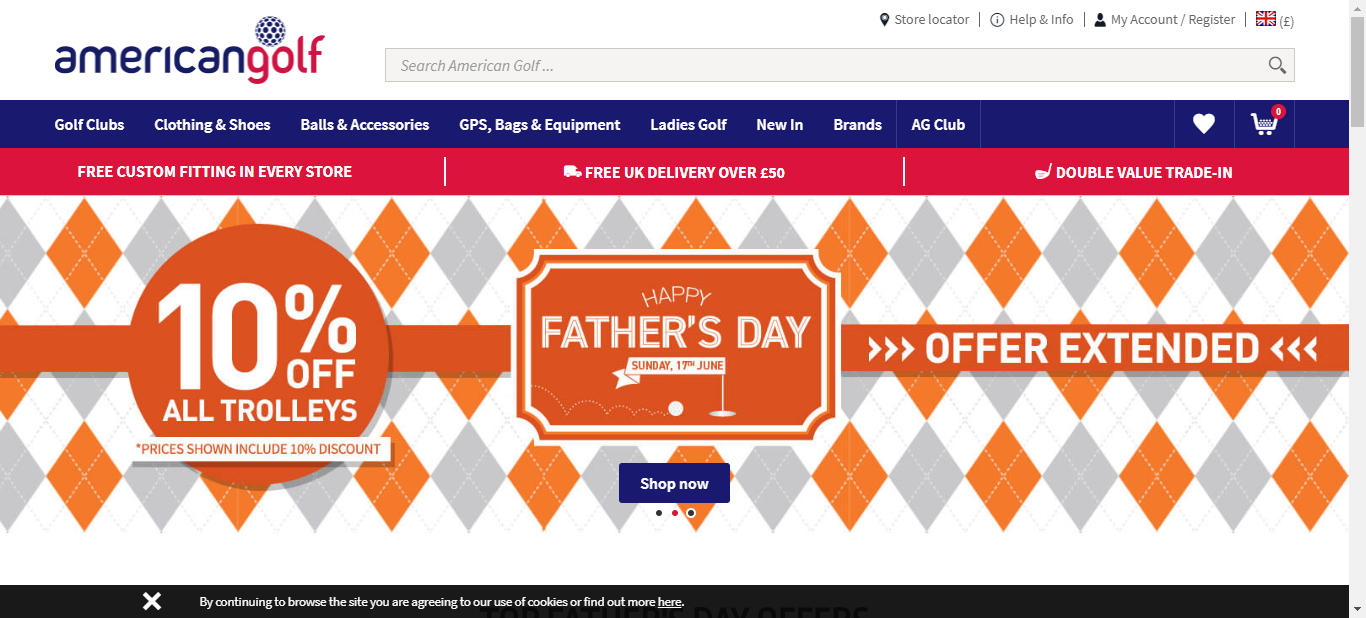 Store locator
Help & Info
My Account / Register
(£)
americangolf
Search American Golf ...
Golf Clubs
Clothing & Shoes
Balls & Accessories
GPS, Bags & Equipment
Ladies Golf
New In
Brands
AG Club
0
FREE CUSTOM FITTING IN EVERY STORE
FREE UK DELIVERY OVER £50
DOUBLE VALUE TRADE-IN
10% OFF
ALL TROLLEYS
*PRICES SHOWN INCLUDE 10% DISCOUNT
HAPPY
FATHER'S DAY
SUNDAY, 17TH JUNE
>>> OFFER EXTENDED <<<
Shop now
TOP FATHER'S DAY OFFERS
By continuing to browse the site you are agreeing to our use of cookies or find out more here.